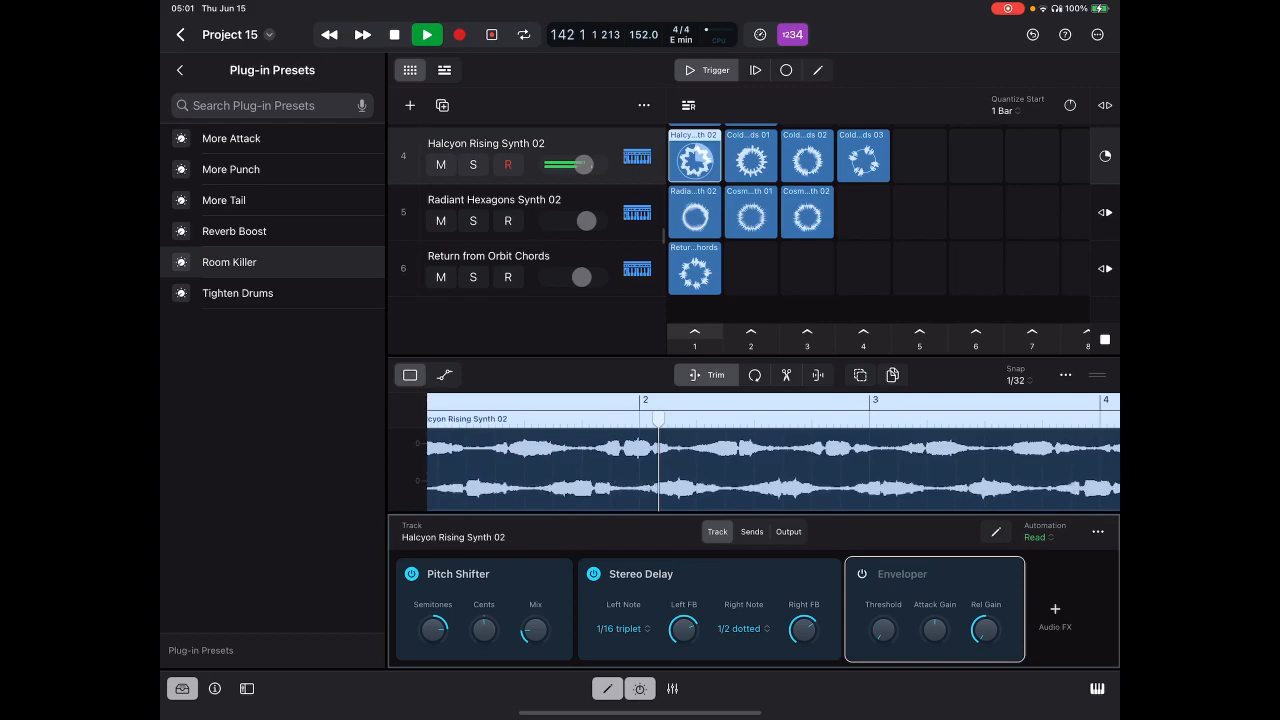 05:01 Thu Jun 15
100%
Project 15
142 1 1 213
152.0
4/4
E min
CPU
1234
Plug-in Presets
Search Plug-in Presets
More Attack
More Punch
More Tail
Reverb Boost
Room Killer
Tighten Drums
Plug-in Presets
Trigger
Quantize Start
1 Bar
4
Halcyon Rising Synth 02
M S R
Halcy...th 02
Cold...ds 01
Cold...ds 02
Cold...ds 03
5
Radiant Hexagons Synth 02
M S R
Radia...th 02
Cosm...th 01
Cosm...th 02
6
Return from Orbit Chords
M S R
Retur...hords
1 2 3 4 5 6 7 8
Trim
Snap
1/32
2 3 4
cyon Rising Synth 02
0
0
Track
Halcyon Rising Synth 02
Track Sends Output
Automation
Read
Pitch Shifter
Semitones Cents Mix
Stereo Delay
Left Note Left FB Right Note Right FB
1/16 triplet
1/2 dotted
Enveloper
Threshold Attack Gain Rel Gain
Audio FX